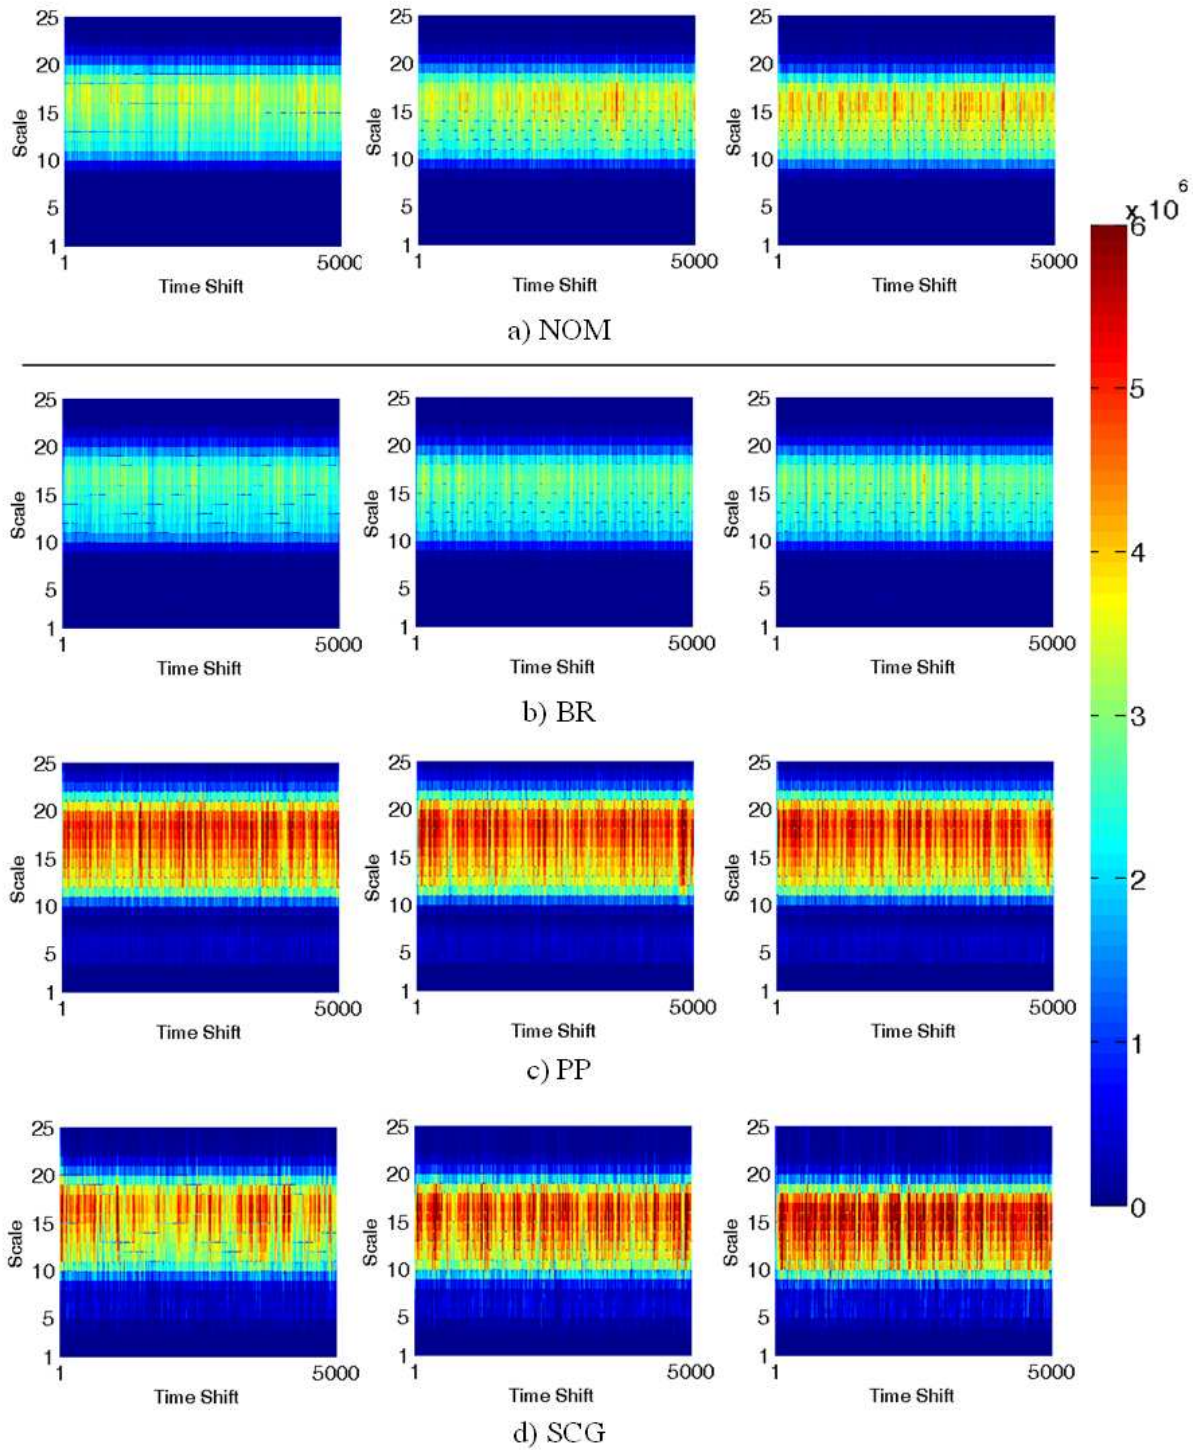 25 25 25
20 20 20
15 15 15
Scale Scale Scale
10 10 10
5 5 5
1 1 1
1 5000 1 5000 1 5000
Time Shift Time Shift Time Shift
a) NOM
25 25 25
20 20 20
15 15 15
Scale Scale Scale
10 10 10
5 5 5
1 1 1
1 5000 1 5000 1 5000
Time Shift Time Shift Time Shift
b) BR
25 25 25
20 20 20
15 15 15
Scale Scale Scale
10 10 10
5 5 5
1 1 1
1 5000 1 5000 1 5000
Time Shift Time Shift Time Shift
c) PP
25 25 25
20 20 20
15 15 15
Scale Scale Scale
10 10 10
5 5 5
1 1 1
1 5000 1 5000 1 5000
Time Shift Time Shift Time Shift
d) SCG
x 10 6
6
5
4
3
2
1
0